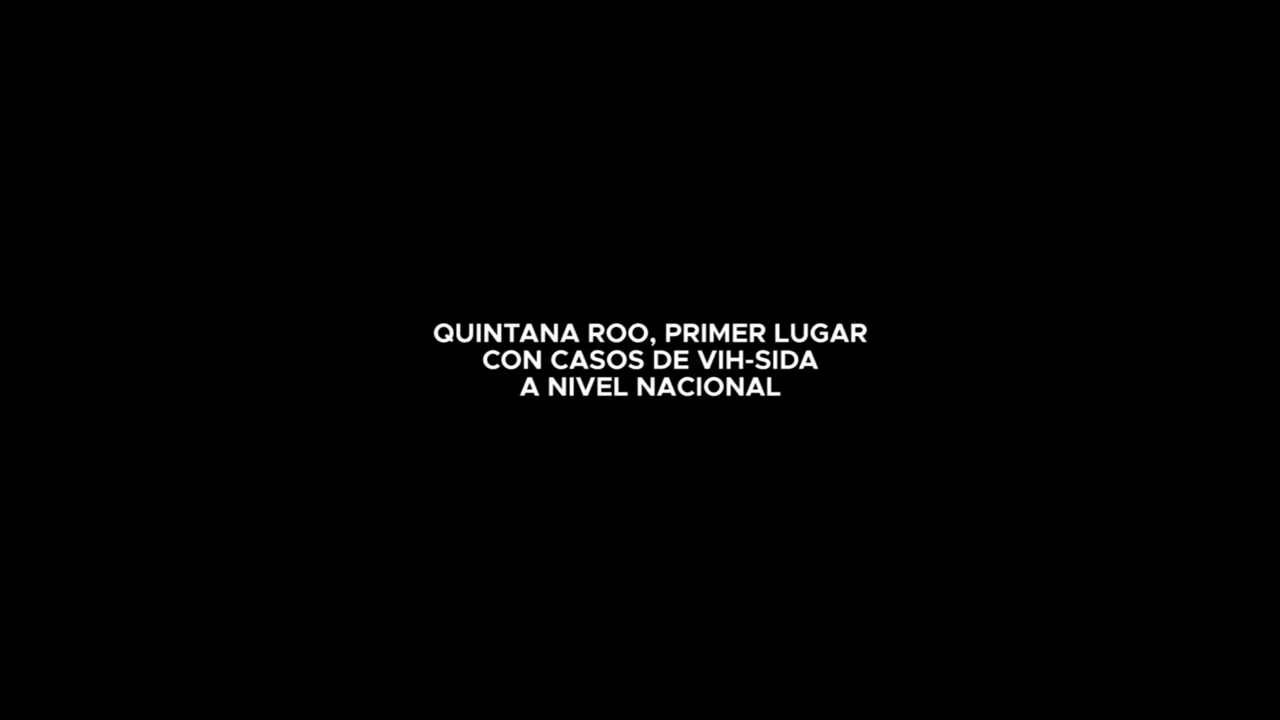 QUINTANA ROO, PRIMER LUGAR
CON CASOS DE VIH-SIDA
A NIVEL NACIONAL